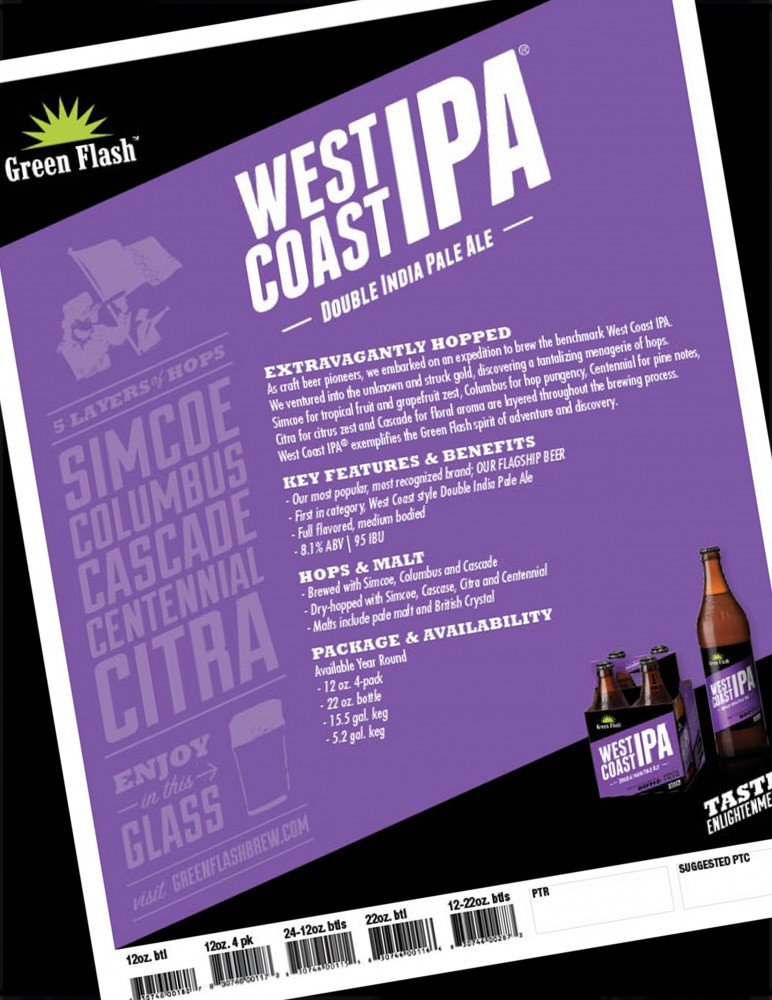 Green Flash™
WEST
COAST
IPA®
DOUBLE INDIA PALE ALE
5 LAYERS of HOPS
SIMCOE
COLUMBUS
CASCADE
CENTENNIAL
CITRA
ENJOY
in this
GLASS
visit GREENFLASHBREW.COM
EXTRAVAGANTLY HOPPED
As craft beer pioneers, we embarked on an expedition to brew the benchmark West Coast IPA.
We ventured into the unknown and struck gold, discovering a tantalizing menagerie of hops.
Simcoe for tropical fruit and grapefruit zest, Columbus for hop pungency, Centennial for pine notes,
Citra for citrus zest and Cascade for floral aroma are layered throughout the brewing process.
West Coast IPA® exemplifies the Green Flash spirit of adventure and discovery.
KEY FEATURES & BENEFITS
- Our most popular, most recognized brand; OUR FLAGSHIP BEER
- First in category, West Coast style Double India Pale Ale
- Full flavored, medium bodied
- 8.1% ABV | 95 IBU
HOPS & MALT
- Brewed with Simcoe, Columbus and Cascade
- Dry-hopped with Simcoe, Cascase, Citra and Centennial
- Malts include pale malt and British Crystal
PACKAGE & AVAILABILITY
Available Year Round
- 12 oz. 4-pack
- 22 oz. bottle
- 15.5 gal. keg
- 5.2 gal. keg
Green Flash
WEST
COAST
IPA
DOUBLE INDIA PALE ALE
Green Flash
WEST
COAST
IPA
TASTE
ENLIGHTENME
12oz. btl
12oz. 4 pk
24-12oz. btls
22oz. btl
12-22oz. btls
PTR
SUGGESTED PTC